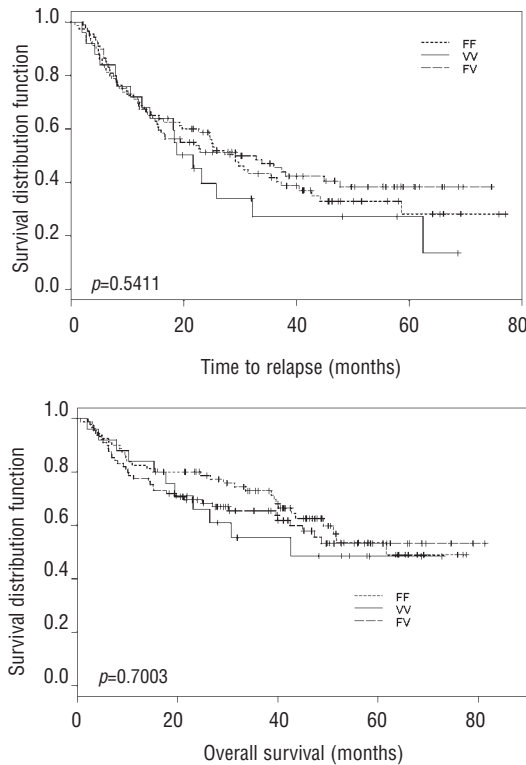 Survival distribution function
1.0
0.8
0.6
0.4
0.2
0.0
FF
VV
FV
p=0.5411
0 20 40 60 80
Time to relapse (months)
Survival distribution function
1.0
0.8
0.6
0.4
0.2
0.0
FF
VV
FV
p=0.7003
0 20 40 60 80
Overall survival (months)